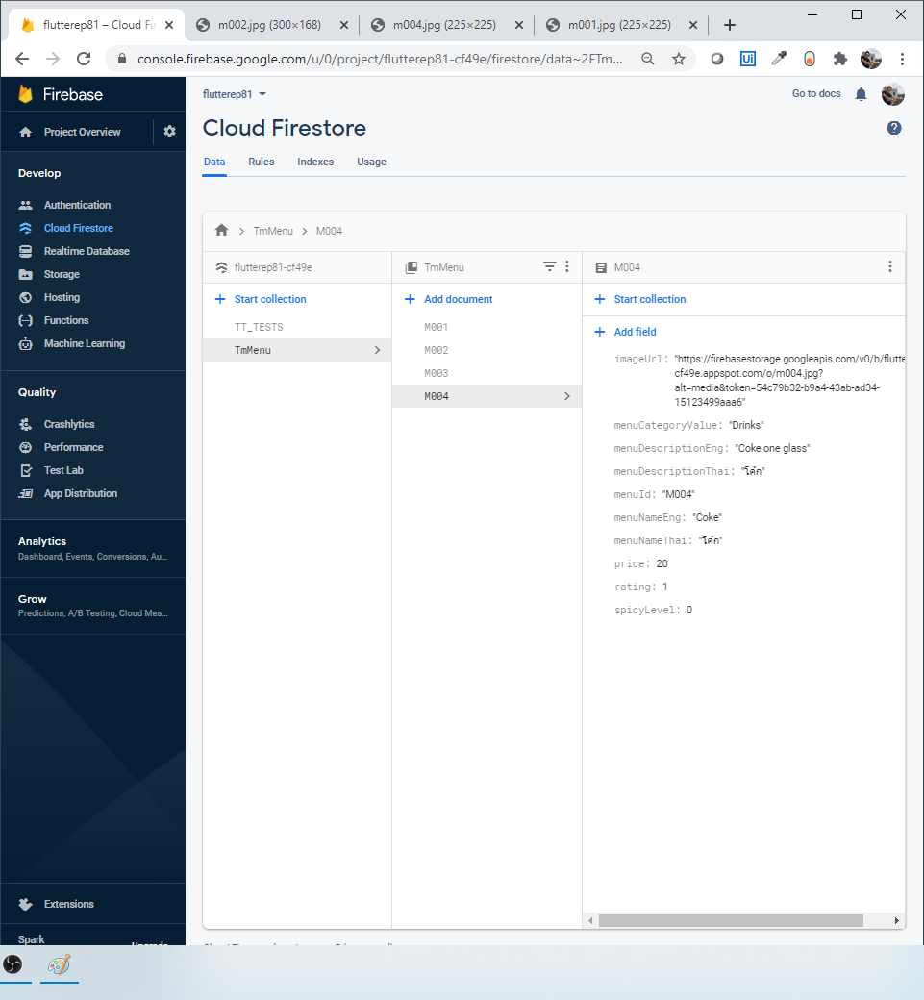 flutterep81 – Cloud Fir
m002.jpg (300×168)
m004.jpg (225×225)
m001.jpg (225×225)
console.firebase.google.com/u/0/project/flutterep81-cf49e/firestore/data~2FTm...
Ui
Firebase
Project Overview
Develop
Authentication
Cloud Firestore
Realtime Database
Storage
Hosting
Functions
Machine Learning
Quality
Crashlytics
Performance
Test Lab
App Distribution
Analytics
Dashboard, Events, Conversions, Au...
Grow
Predictions, A/B Testing, Cloud Mes...
Extensions
Spark
Upgrade
flutterep81
Go to docs
Cloud Firestore
Data
Rules
Indexes
Usage
TmMenu
M004
flutterep81-cf49e
Start collection
TT_TESTS
TmMenu
TmMenu
Add document
M001
M002
M003
M004
M004
Start collection
Add field
imageUrl: "https://firebasestorage.googleapis.com/v0/b/flutte
cf49e.appspot.com/o/m004.jpg?
alt=media&token=54c79b32-b9a4-43ab-ad34-
15123499aaa6"
menuCategoryValue: "Drinks"
menuDescriptionEng: "Coke one glass"
menuDescriptionThai: "โค้ก"
menuId: "M004"
menuNameEng: "Coke"
menuNameThai: "โค้ก"
price: 20
rating: 1
spicyLevel: 0